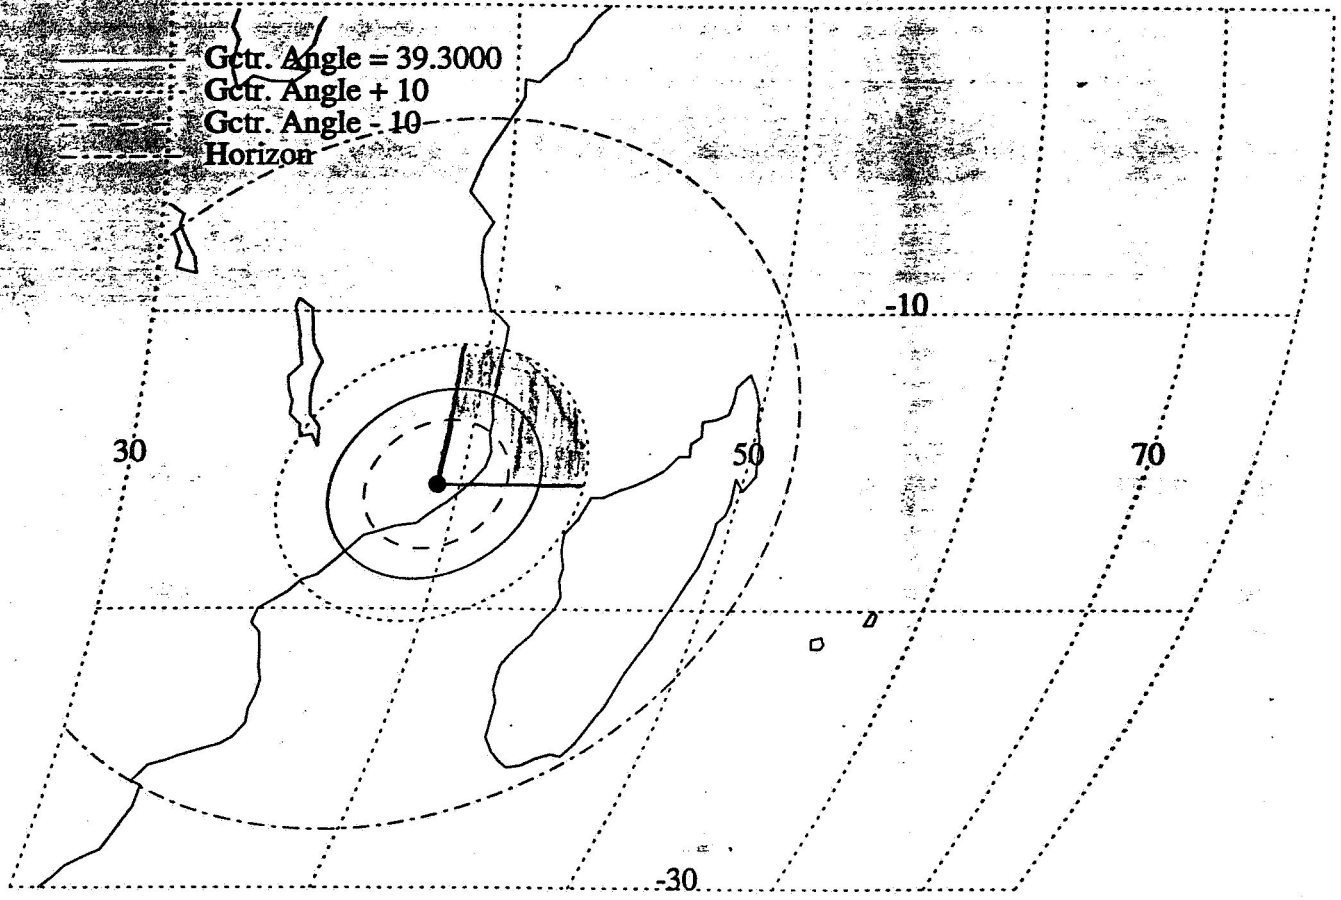 Gctr. Angle = 39.3000
Gctr. Angle + 10
Gctr. Angle - 10
Horizon
-10
30
50
70
-30